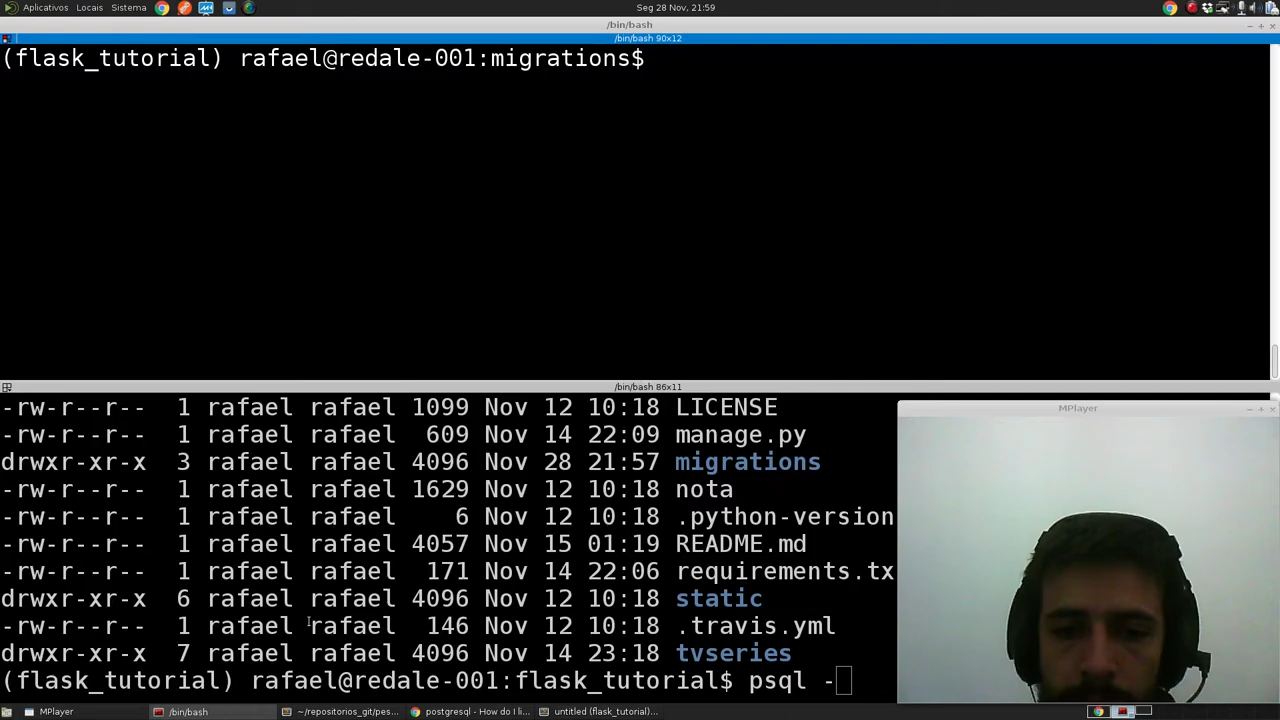 Aplicativos Locais Sistema
Seg 28 Nov, 21:59
/bin/bash
/bin/bash 90x12
(flask_tutorial) rafael@redale-001:migrations$
/bin/bash 86x11
-rw-r--r-- 1 rafael rafael 1099 Nov 12 10:18 LICENSE
-rw-r--r-- 1 rafael rafael 609 Nov 14 22:09 manage.py
drwxr-xr-x 3 rafael rafael 4096 Nov 28 21:57 migrations
-rw-r--r-- 1 rafael rafael 1629 Nov 12 10:18 nota
-rw-r--r-- 1 rafael rafael 6 Nov 12 10:18 .python-version
-rw-r--r-- 1 rafael rafael 4057 Nov 15 01:19 README.md
-rw-r--r-- 1 rafael rafael 171 Nov 14 22:06 requirements.tx
drwxr-xr-x 6 rafael rafael 4096 Nov 12 10:18 static
-rw-r--r-- 1 rafael rafael 146 Nov 12 10:18 .travis.yml
drwxr-xr-x 7 rafael rafael 4096 Nov 14 23:18 tvseries
(flask_tutorial) rafael@redale-001:flask_tutorial$ psql -
MPlayer
MPlayer
/bin/bash
~/repositorios_git/pes...
postgresql - How do I li...
untitled (flask_tutorial)...